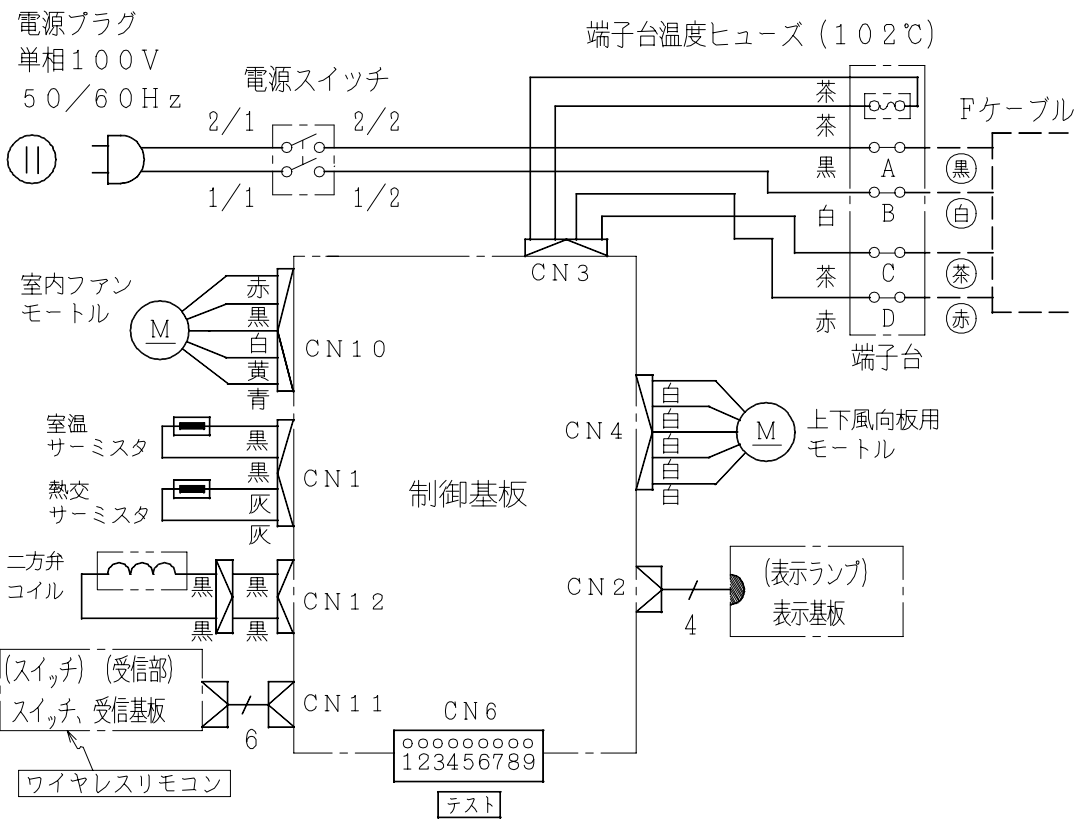 電源プラグ
単相100V
50/60Hz
電源スイッチ
2/1
2/2
1/1
1/2
端子台温度ヒューズ(102℃)
茶
茶
黒
白
茶
赤
A
B
C
D
端子台
Fケーブル
黒
白
茶
赤
CN3
室内ファン
モートル
M
赤
黒
白
黄
青
CN10
室温
サーミスタ
黒
黒
熱交
サーミスタ
灰
灰
CN1
制御基板
CN4
白
白
白
白
白
M
上下風向板用
モートル
二方弁
コイル
黒
黒
黒
黒
CN12
CN2
4
(表示ランプ)
表示基板
(スイッチ) (受信部)
スイッチ、受信基板
6
CN11
ワイヤレスリモコン
CN6
123456789
テスト